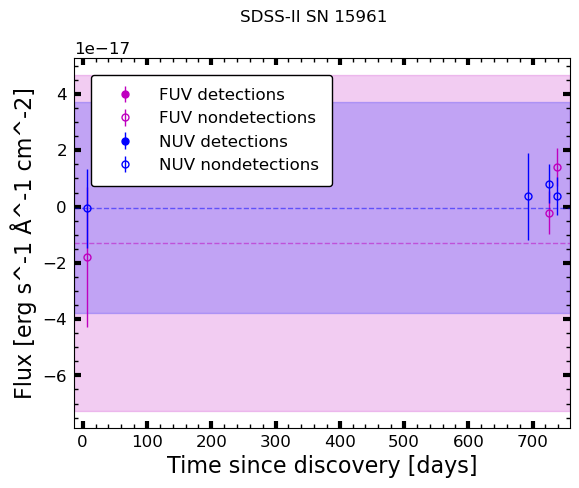 SDSS-II SN 15961
1e−17
FUV detections
FUV nondetections
NUV detections
NUV nondetections
4
2
0
−2
−4
−6
Flux [erg s^-1 Å^-1 cm^-2]
0 100 200 300 400 500 600 700
Time since discovery [days]